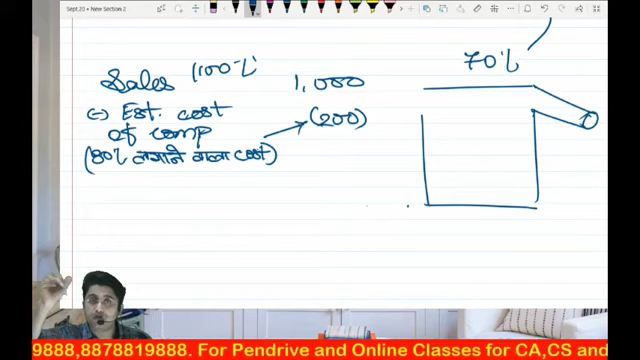 Sept.20 • New Section 2
70%
Sales (100%) 1,000
(-) Est. cost (200)
of comp
(80% लगाने वाला cost)
9888,8878819888. For Pendrive and Online Classes for CA,CS and